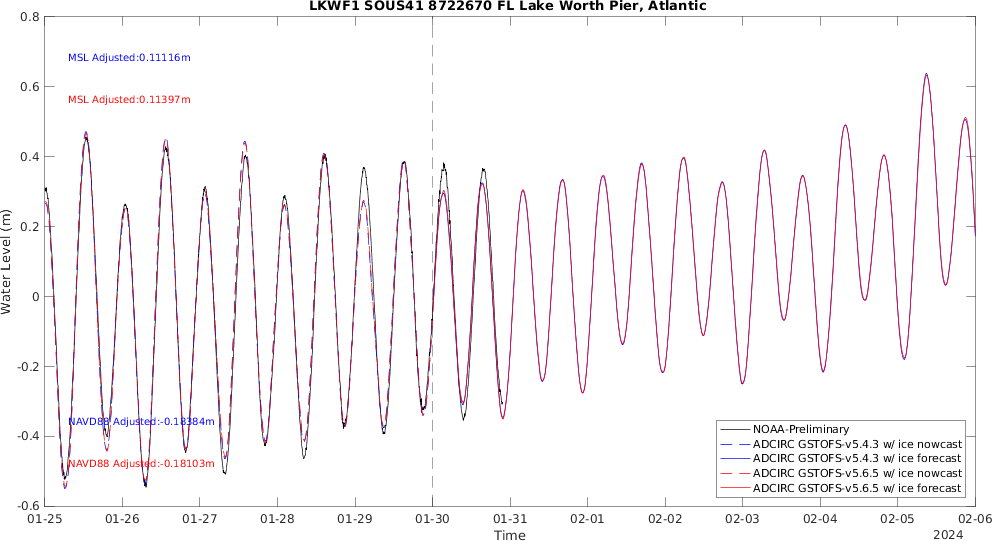 LKWF1 SOUS41 8722670 FL Lake Worth Pier, Atlantic
0.8
0.6
0.4
0.2
0
-0.2
-0.4
-0.6
Water Level (m)
MSL Adjusted:0.11116m
MSL Adjusted:0.11397m
NAVD88 Adjusted:-0.18384m
NAVD88 Adjusted:-0.18103m
NOAA-Preliminary
ADCIRC GSTOFS-v5.4.3 w/ ice nowcast
ADCIRC GSTOFS-v5.4.3 w/ ice forecast
ADCIRC GSTOFS-v5.6.5 w/ ice nowcast
ADCIRC GSTOFS-v5.6.5 w/ ice forecast
01-25 01-26 01-27 01-28 01-29 01-30 01-31 02-01 02-02 02-03 02-04 02-05 02-06
Time
2024